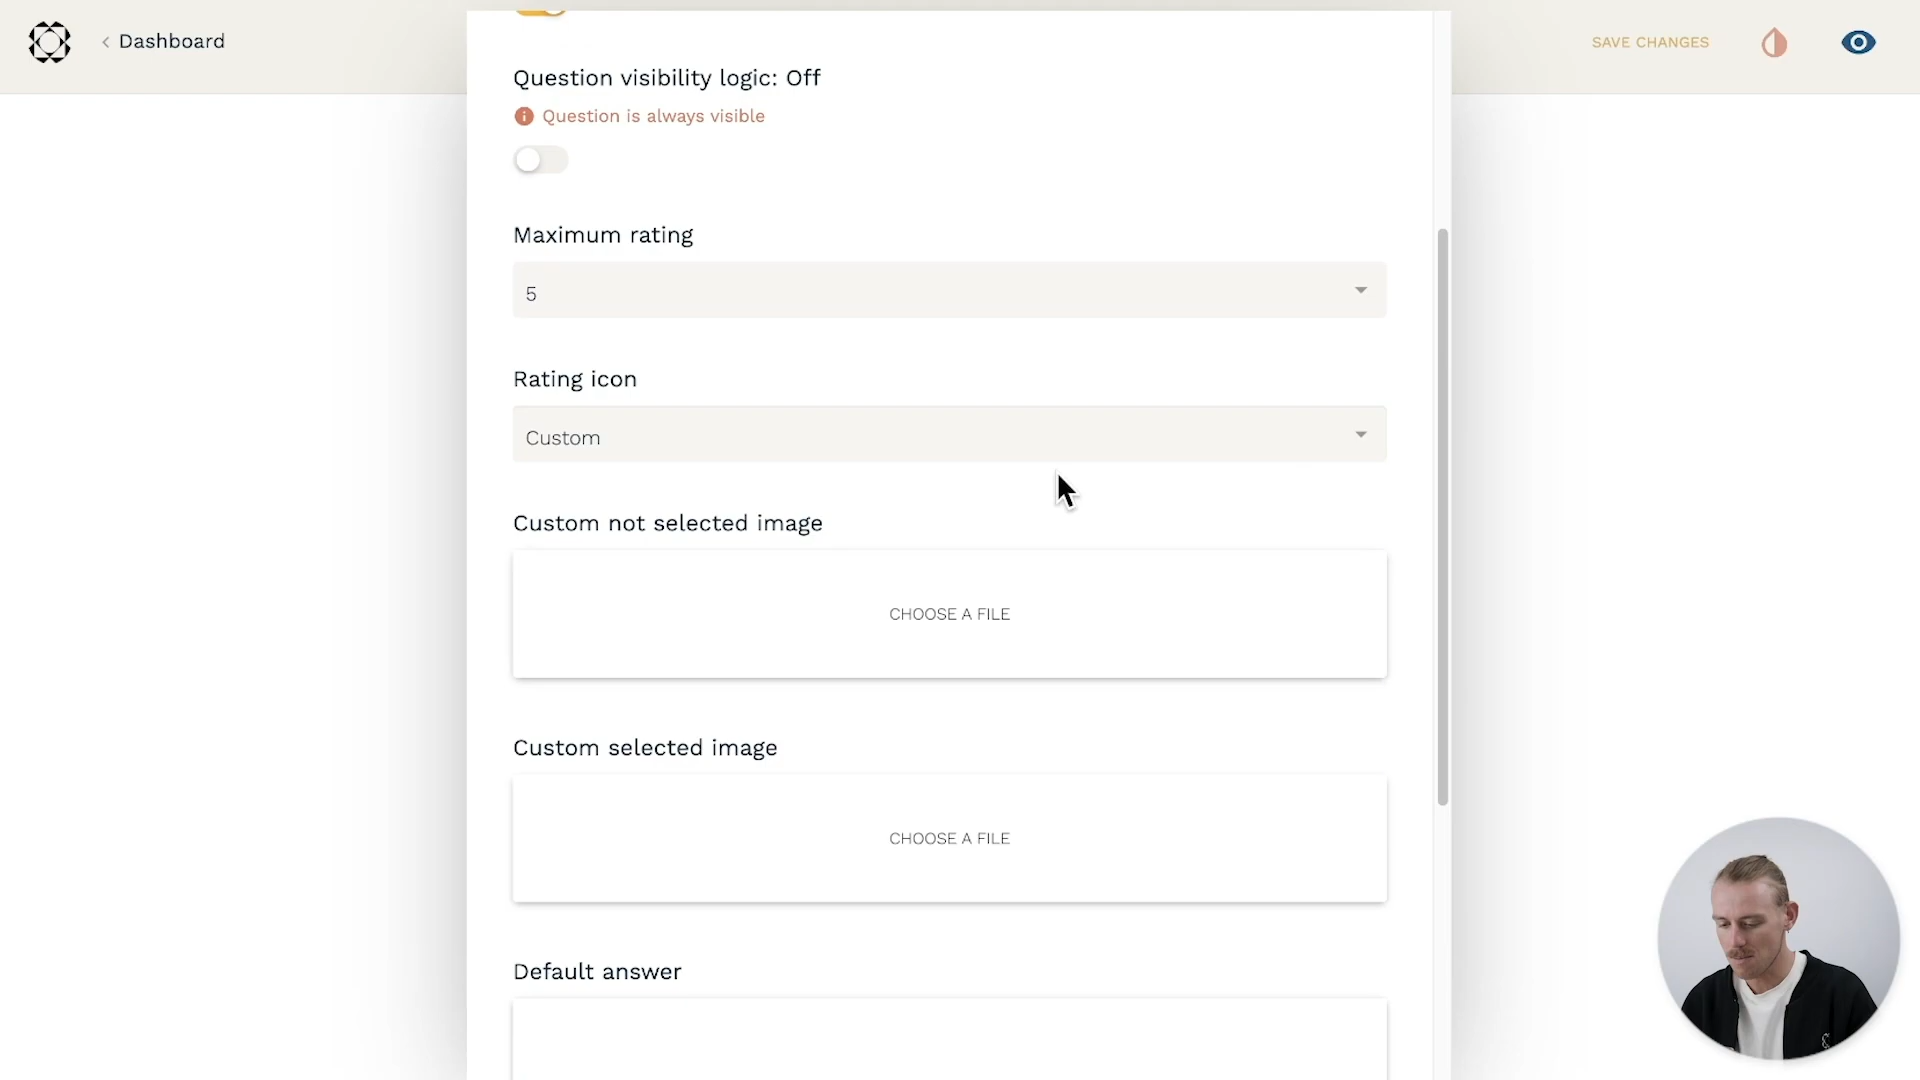 Dashboard
SAVE CHANGES
Question visibility logic: Off
Question is always visible
Maximum rating
5
Rating icon
Custom
Custom not selected image
CHOOSE A FILE
Custom selected image
CHOOSE A FILE
Default answer